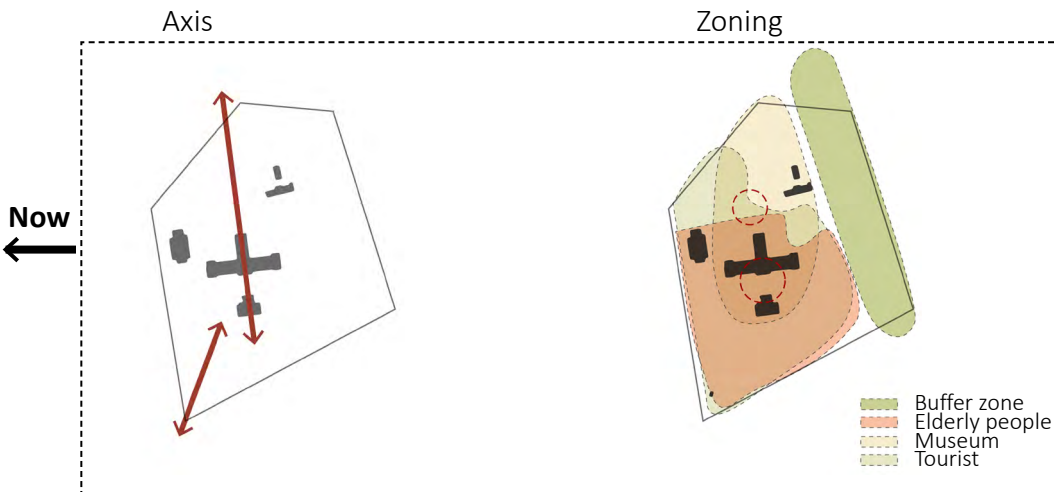 Axis
Zoning
Now
Buffer zone
Elderly people
Museum
Tourist